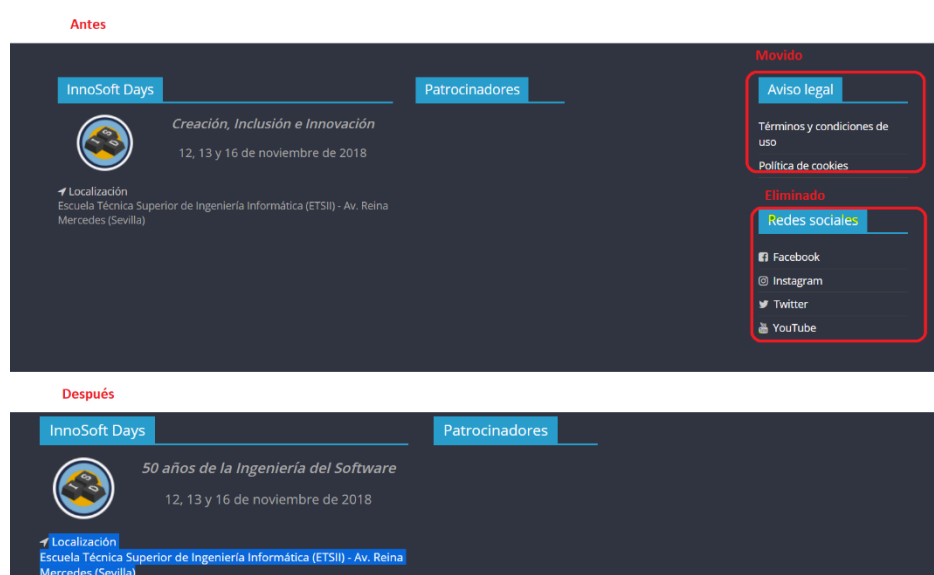 Antes
Movido
InnoSoft Days
Patrocinadores
Aviso legal
Creación, Inclusión e Innovación
12, 13 y 16 de noviembre de 2018
Términos y condiciones de
uso
Política de cookies
Localización
Escuela Técnica Superior de Ingeniería Informática (ETSII) - Av. Reina
Mercedes (Sevilla)
Eliminado
Redes sociales
Facebook
Instagram
Twitter
YouTube
Después
InnoSoft Days
Patrocinadores
50 años de la Ingeniería del Software
12, 13 y 16 de noviembre de 2018
Localización
Escuela Técnica Superior de Ingeniería Informática (ETSII) - Av. Reina
Mercedes (Sevilla)